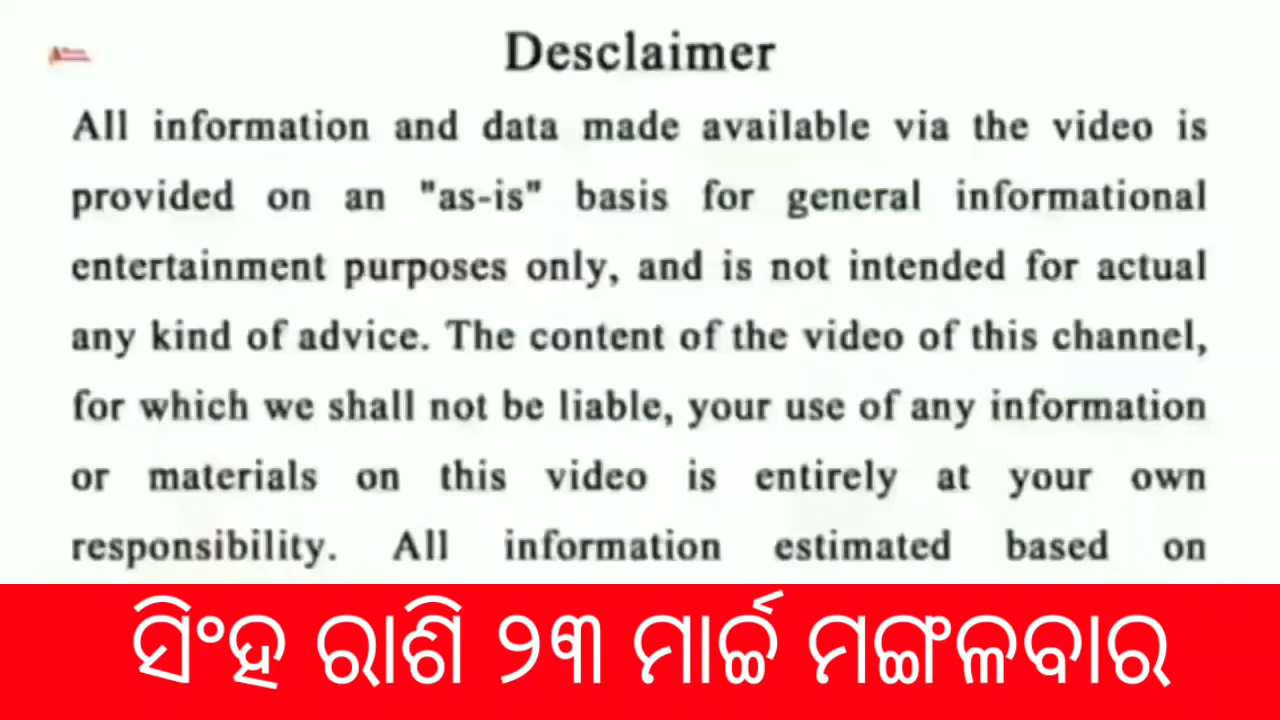 Desclaimer
All information and data made available via the video is
provided on an "as-is" basis for general informational
entertainment purposes only, and is not intended for actual
any kind of advice. The content of the video of this channel,
for which we shall not be liable, your use of any information
or materials on this video is entirely at your own
responsibility. All information estimated based on
ସିଂହ ରାଶି ୨୩ ମାର୍ଚ୍ଚ ମଙ୍ଗଳବାର